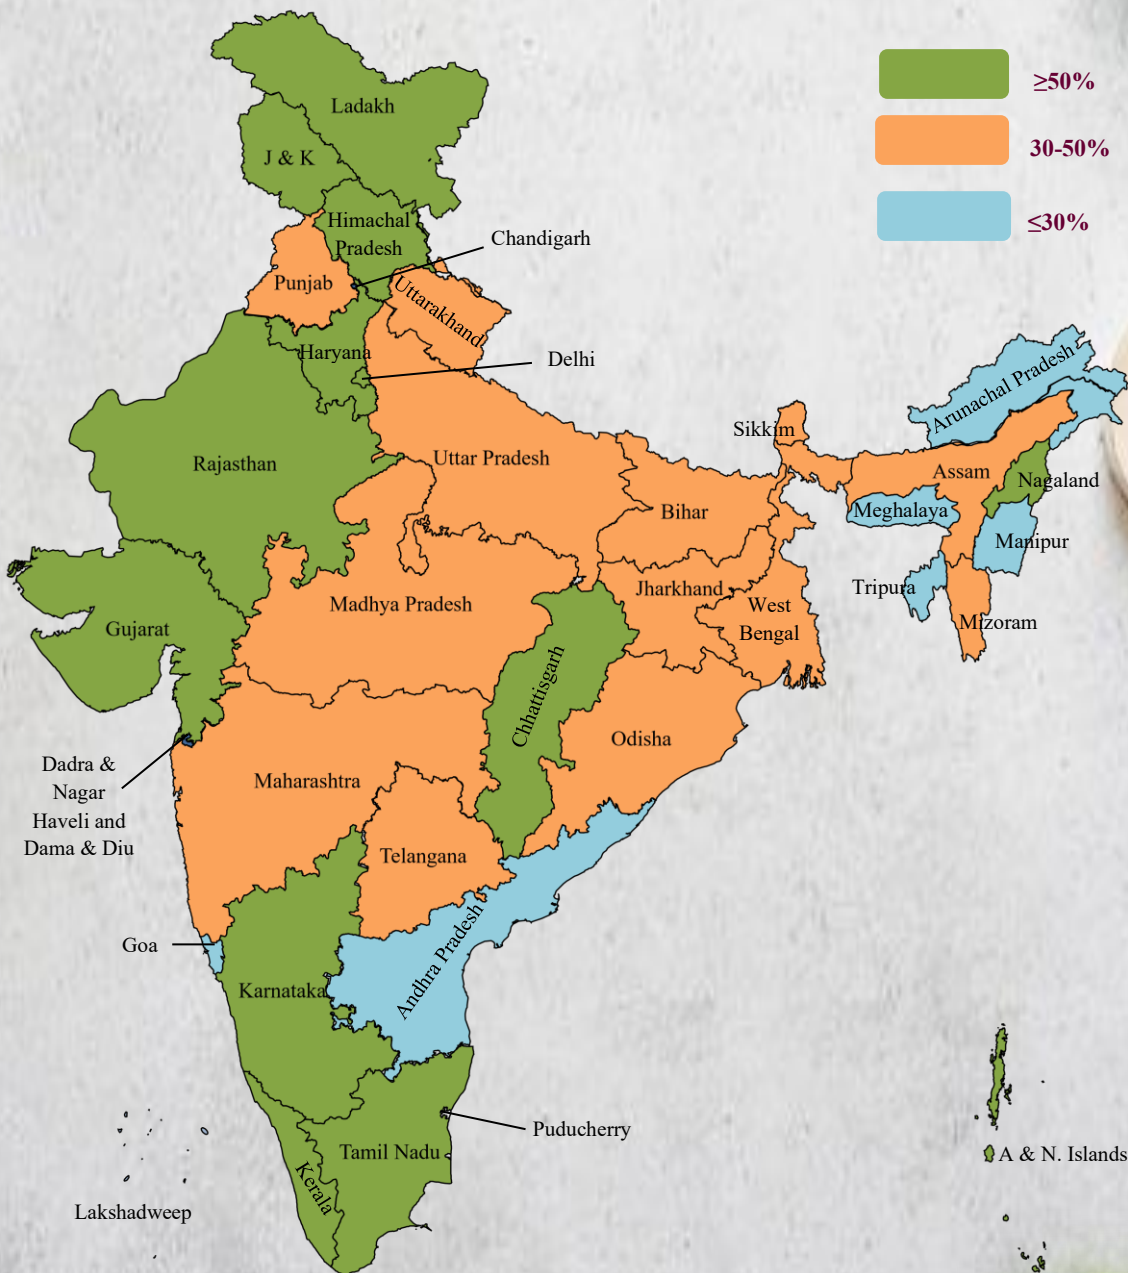 ≥50%
30-50%
≤30%
Ladakh
J & K
Himachal
Pradesh
Chandigarh
Punjab
Uttarakhand
Haryana
Delhi
Arunachal Pradesh
Sikkim
Rajasthan
Uttar Pradesh
Assam
Nagaland
Bihar
Meghalaya
Manipur
Jharkhand
Tripura
Madhya Pradesh
West
Bengal
Mizoram
Gujarat
Chhattisgarh
Odisha
Dadra &
Nagar
Haveli and
Dama & Diu
Maharashtra
Telangana
Goa
Andhra Pradesh
Karnataka
Puducherry
Tamil Nadu
A & N. Islands
Kerala
Lakshadweep